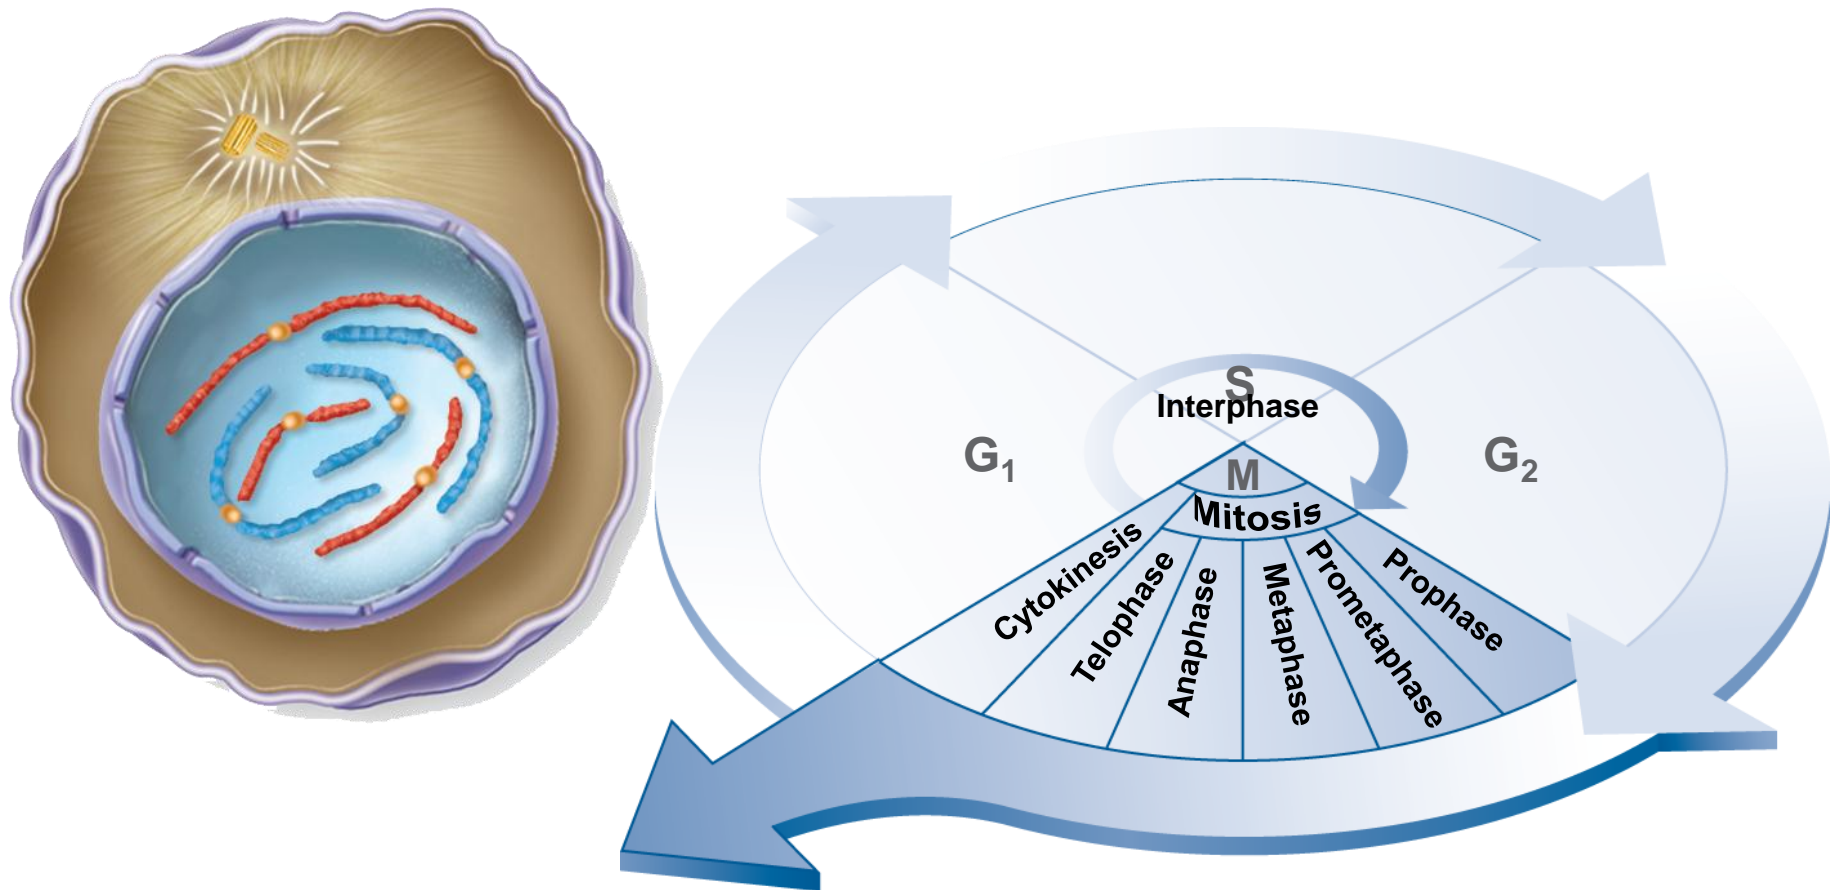 S
Interphase
G₁
G₂
M
Mitosis
Cytokinesis
Telophase
Anaphase
Metaphase
Prometaphase
Prophase